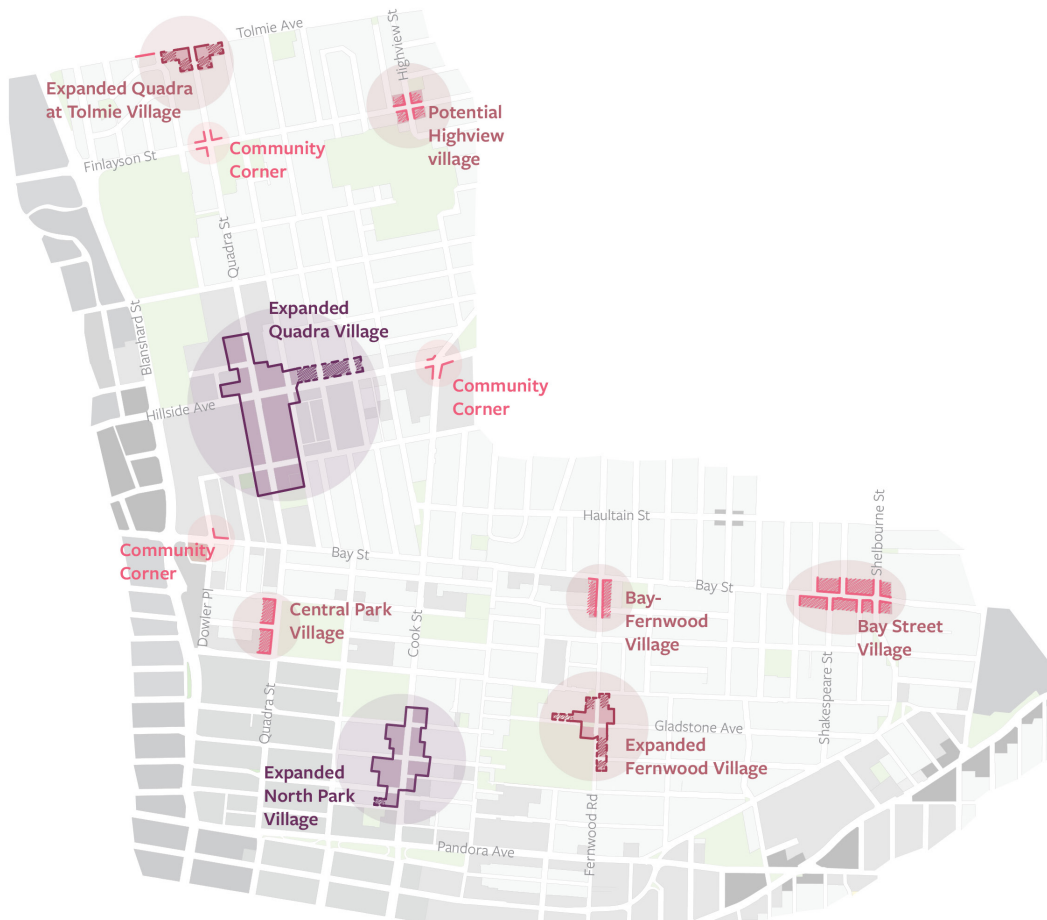 Tolmie Ave
Highview St
Expanded Quadra
at Tolmie Village
Potential
Highview
village
Community
Corner
Finlayson St
Quadra St
Blanshard St
Expanded
Quadra Village
Community
Corner
Hillside Ave
Haultain St
Shelbourne St
Community
Corner
Bay St
Bay St
Dowler Pl
Central Park
Village
Cook St
Bay-
Fernwood
Village
Bay Street
Village
Quadra St
Shakespeare St
Gladstone Ave
Expanded
Fernwood Village
Expanded
North Park
Village
Fernwood Rd
Pandora Ave